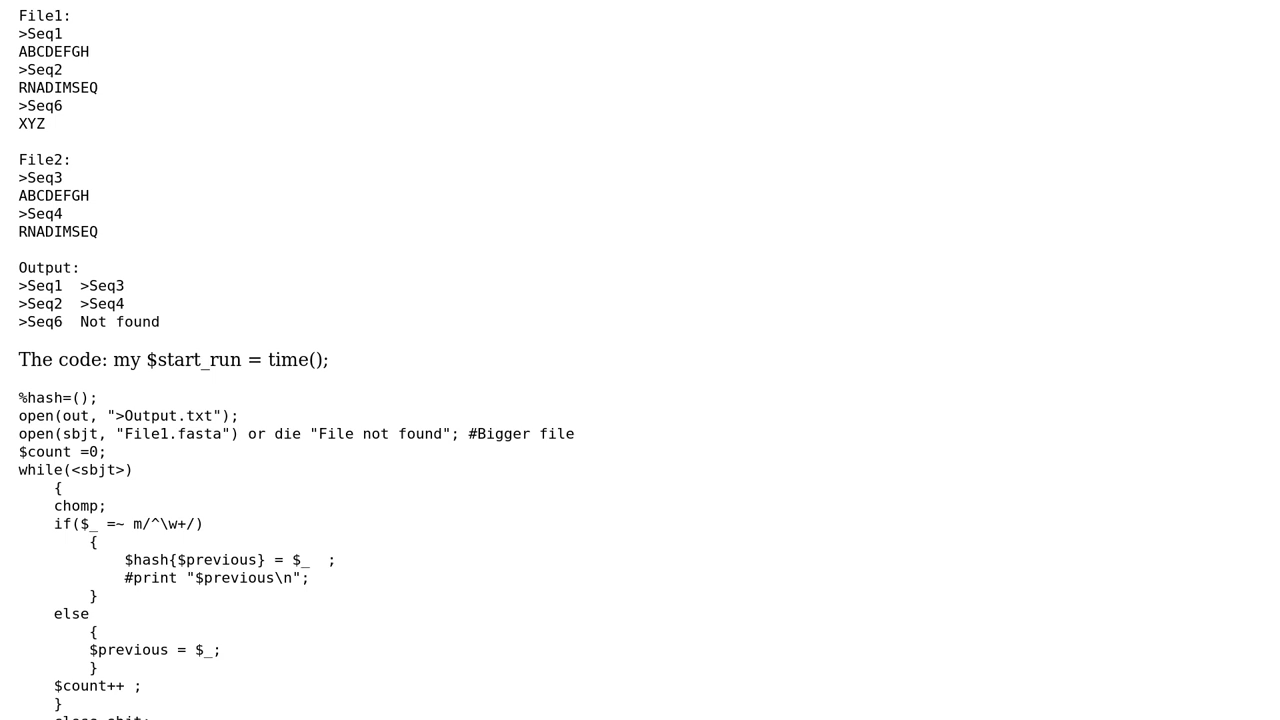 File1:
>Seq1
ABCDEFGH
>Seq2
RNADIMSEQ
>Seq6
XYZ
File2:
>Seq3
ABCDEFGH
>Seq4
RNADIMSEQ
Output:
>Seq1  >Seq3
>Seq2  >Seq4
>Seq6  Not found
The code: my $start_run = time();
%hash=();
open(out, ">Output.txt");
open(sbjt, "File1.fasta") or die "File not found"; #Bigger file
$count =0;
while(<sbjt>)
    {
    chomp;
    if($_ =~ m/^\w+/)
        {
            $hash{$previous} = $_  ;
            #print "$previous\n";
        }
    else
        {
        $previous = $_;
        }
    $count++ ;
    }